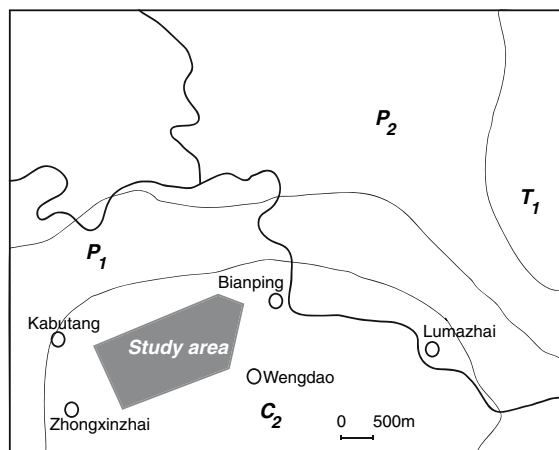 P2
T1
P1
Bianping
Kabutang
Lumazhai
Study area
Wengdao
Zhongxinzhai
C2
0 500m